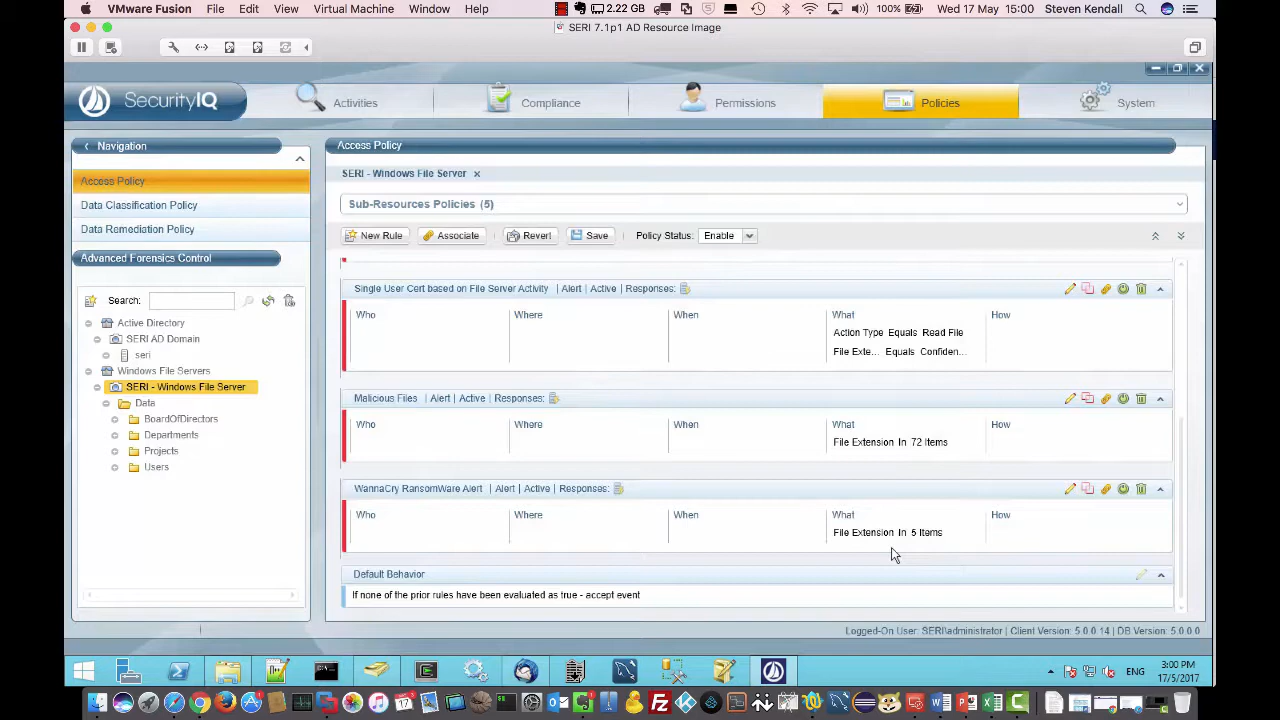 VMware Fusion File Edit View Virtual Machine Window Help 2.22 GB 100% Wed 17 May 15:00 Steven Kendall
SERI 7.1p1 AD Resource Image
SecurityIQ Activities Compliance Permissions Policies System
Navigation
Access Policy
Data Classification Policy
Data Remediation Policy
Advanced Forensics Control
Search:
Active Directory
SERI AD Domain
seri
Windows File Servers
SERI - Windows File Server
Data
BoardOfDirectors
Departments
Projects
Users
Access Policy
SERI - Windows File Server x
Sub-Resources Policies (5)
New Rule Associate Revert Save Policy Status: Enable
Single User Cert based on File Server Activity | Alert | Active | Responses:
Who Where When What How
Action Type Equals Read File
File Exte... Equals Confiden...
Malicious Files | Alert | Active | Responses:
Who Where When What How
File Extension In 72 Items
WannaCry RansomWare Alert | Alert | Active | Responses:
Who Where When What How
File Extension In 5 Items
Default Behavior
If none of the prior rules have been evaluated as true - accept event
Logged-On User: SERI\administrator | Client Version: 5.0.0.14 | DB Version: 5.0.0.0
ENG
3:00 PM
17/5/2017